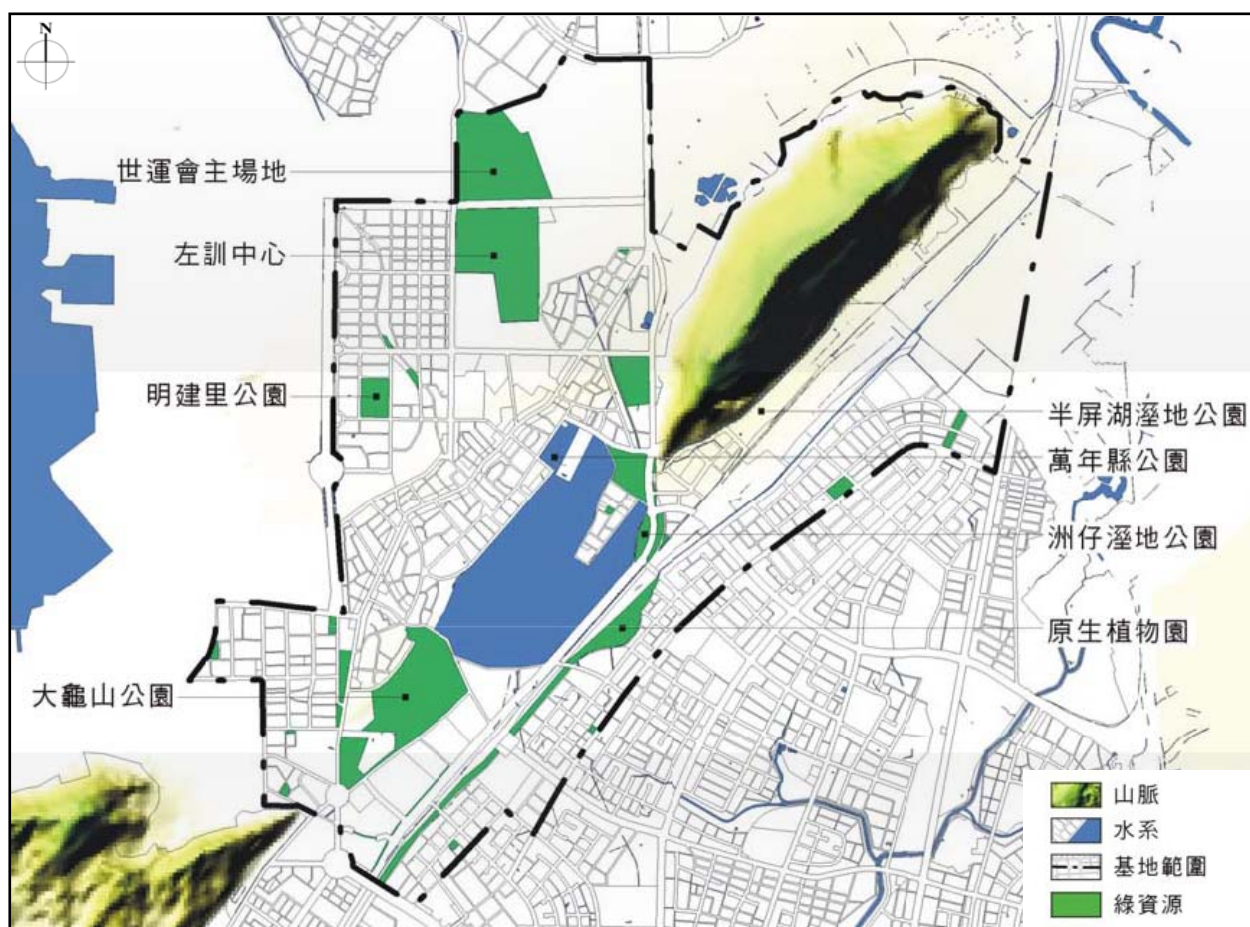 N
世運會主場地
左訓中心
明建里公園
大龜山公園
半屏湖溼地公園
萬年縣公園
洲仔溼地公園
原生植物園
山脈
水系
基地範圍
綠資源